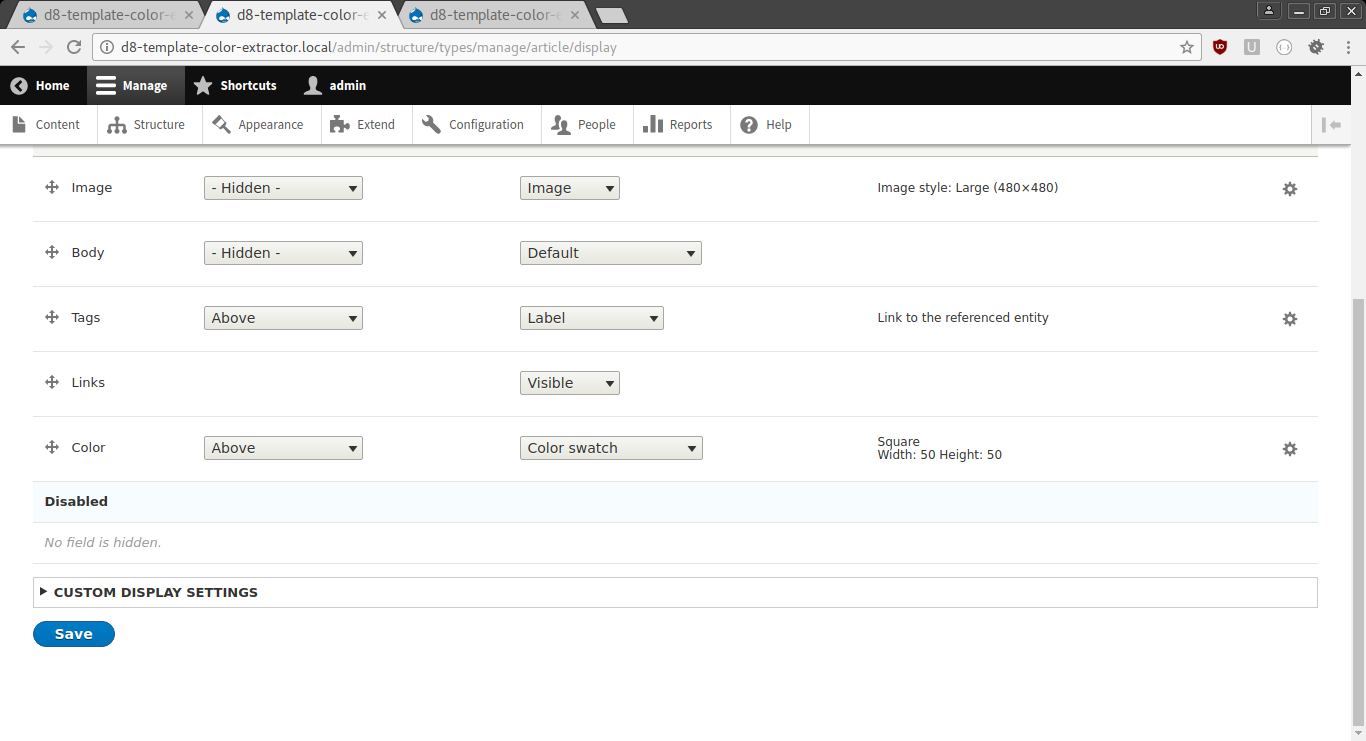 d8-template-color-e d8-template-color-e d8-template-color-e
d8-template-color-extractor.local/admin/structure/types/manage/article/display
Home Manage Shortcuts admin
Content Structure Appearance Extend Configuration People Reports Help
Image - Hidden - Image Image style: Large (480×480)
Body - Hidden - Default
Tags Above Label Link to the referenced entity
Links Visible
Color Above Color swatch Square
Width: 50 Height: 50
Disabled
No field is hidden.
CUSTOM DISPLAY SETTINGS
Save